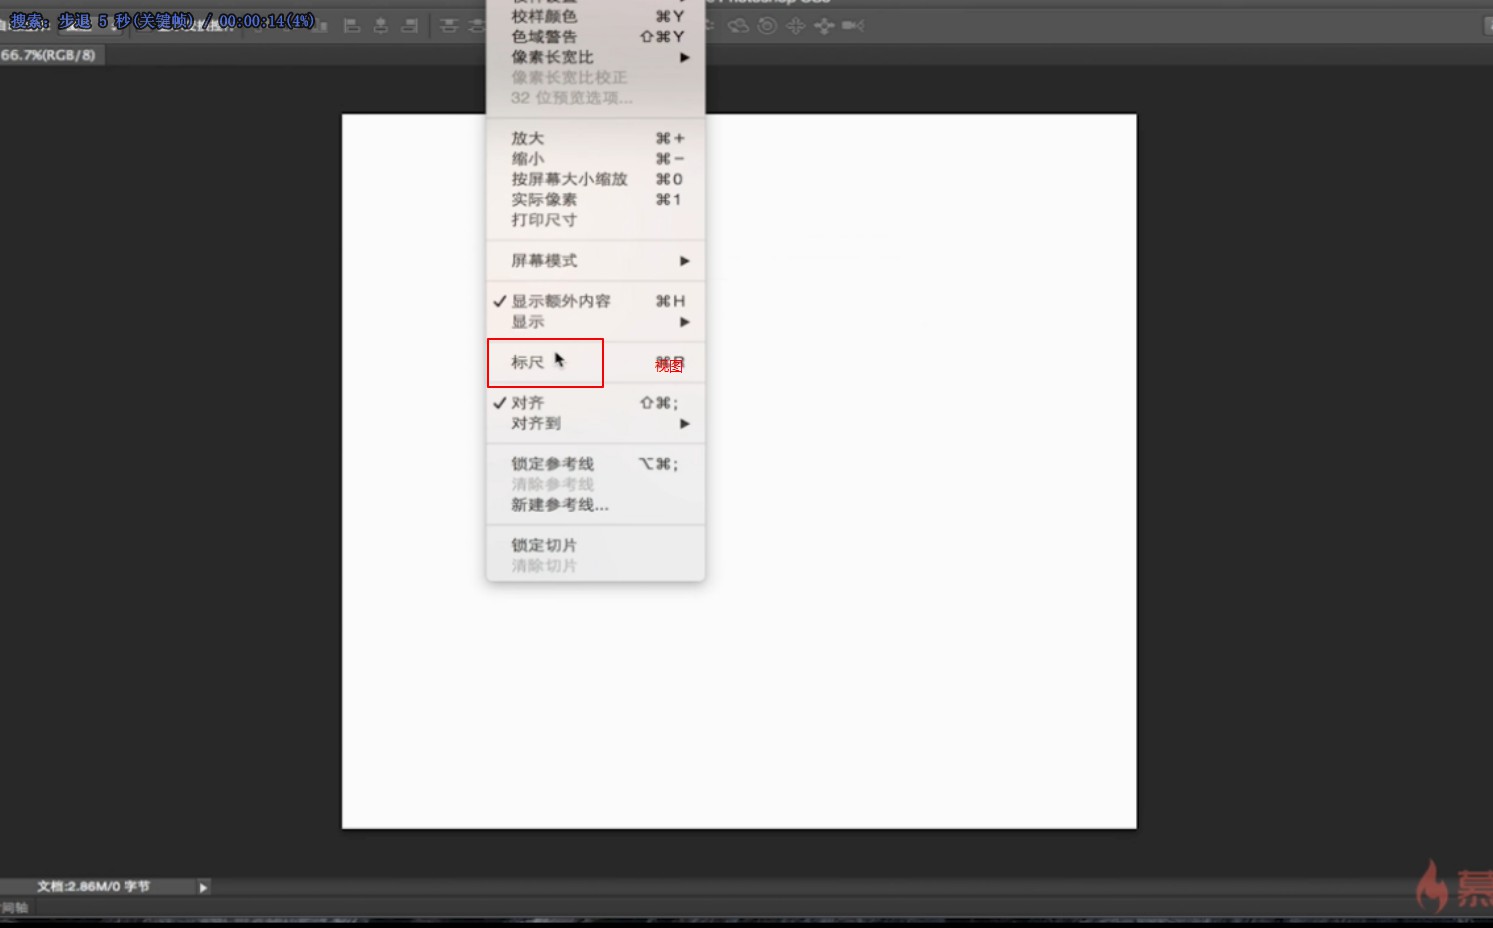 搜索: 步退 5 秒(关键帧) / 00:00:14(4%)
66.7%(RGB/8)
校样颜色 ⌘Y
色域警告 ⇧⌘Y
像素长宽比 ▶
像素长宽比校正
32 位预览选项...
放大 ⌘+
缩小 ⌘−
按屏幕大小缩放 ⌘0
实际像素 ⌘1
打印尺寸
屏幕模式 ▶
✓ 显示额外内容 ⌘H
显示 ▶
标尺 视图
✓ 对齐 ⇧⌘;
对齐到 ▶
锁定参考线 ⌥⌘;
清除参考线
新建参考线...
锁定切片
清除切片
文档:2.86M/0 字节 ▶
间轴
慕